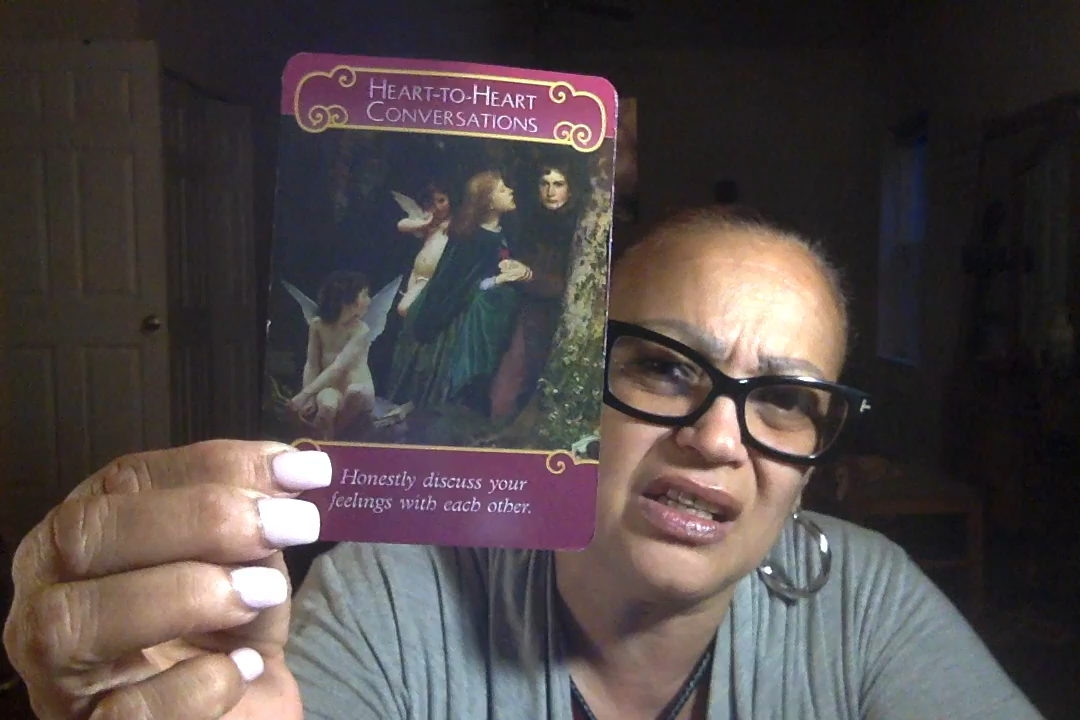 HEART-TO-HEART
CONVERSATIONS
Honestly discuss your
feelings with each other.